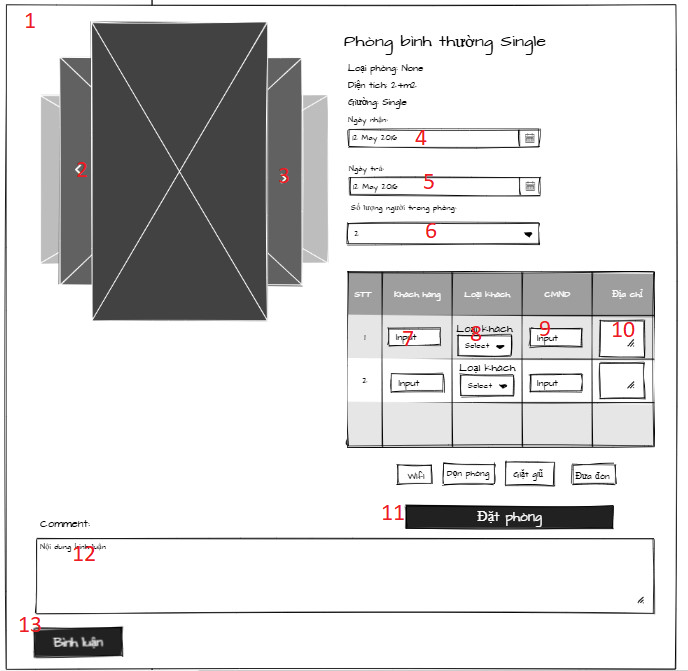 1
2
3
Phòng bình thường Single
Loại phòng: None
Diện tích: 24m2
Giường: Single
Ngày nhận:
12 May 2016
4
Ngày trả:
12 May 2016
5
Số lượng người trong phòng:
2
6
STT Khách hàng Loại khách CMND Địa chỉ
1 Input Loại khách Input
Select
7 8 9 10
2 Input Loại khách Input
Select
Wifi Dọn phòng Giặt giũ Đưa đón
11 Đặt phòng
Comment:
Nội dung bình luận
12
13
Bình luận